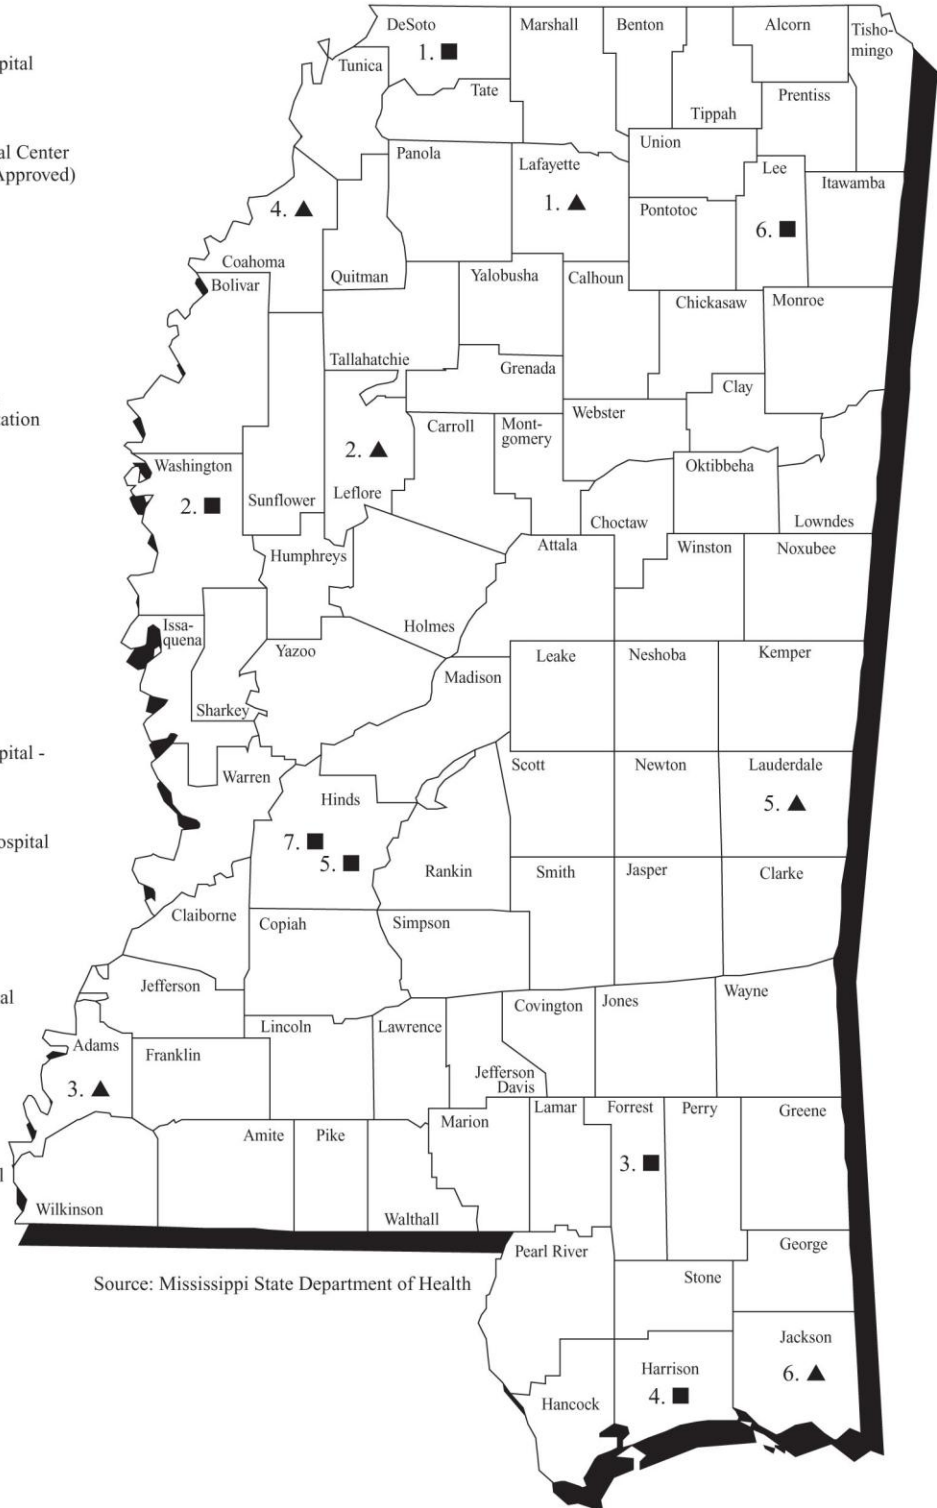 DeSoto
1. ■
Marshall
Benton
Alcorn
Tisho-
mingo
pital
Tunica
Tate
Tippah
Prentiss
al Center
Approved)
Panola
Lafayette
1. ▲
Union
Lee
Itawamba
4. ▲
Pontotoc
6. ■
Coahoma
Quitman
Bolivar
Yalobusha
Calhoun
Chickasaw
Monroe
Tallahatchie
Grenada
Clay
tation
Carroll
Mont-
gomery
Webster
2. ▲
Washington
2. ■
Sunflower
Leflore
Oktibbeha
Choctaw
Lowndes
Humphreys
Attala
Winston
Noxubee
Issa-
quena
Holmes
Yazoo
Leake
Neshoba
Kemper
Madison
Sharkey
pital -
Warren
Scott
Newton
Lauderdale
5. ▲
Hinds
7. ■
5. ■
ospital
Rankin
Smith
Jasper
Clarke
Claiborne
Copiah
Simpson
al
Jefferson
Covington
Jones
Wayne
Adams
Franklin
Lincoln
Lawrence
3. ▲
Jefferson
Davis
Marion
Lamar
Forrest
Perry
Greene
Amite
Pike
3. ■
l
Wilkinson
Walthall
Pearl River
George
Source: Mississippi State Department of Health
Stone
Jackson
6. ▲
Harrison
4. ■
Hancock